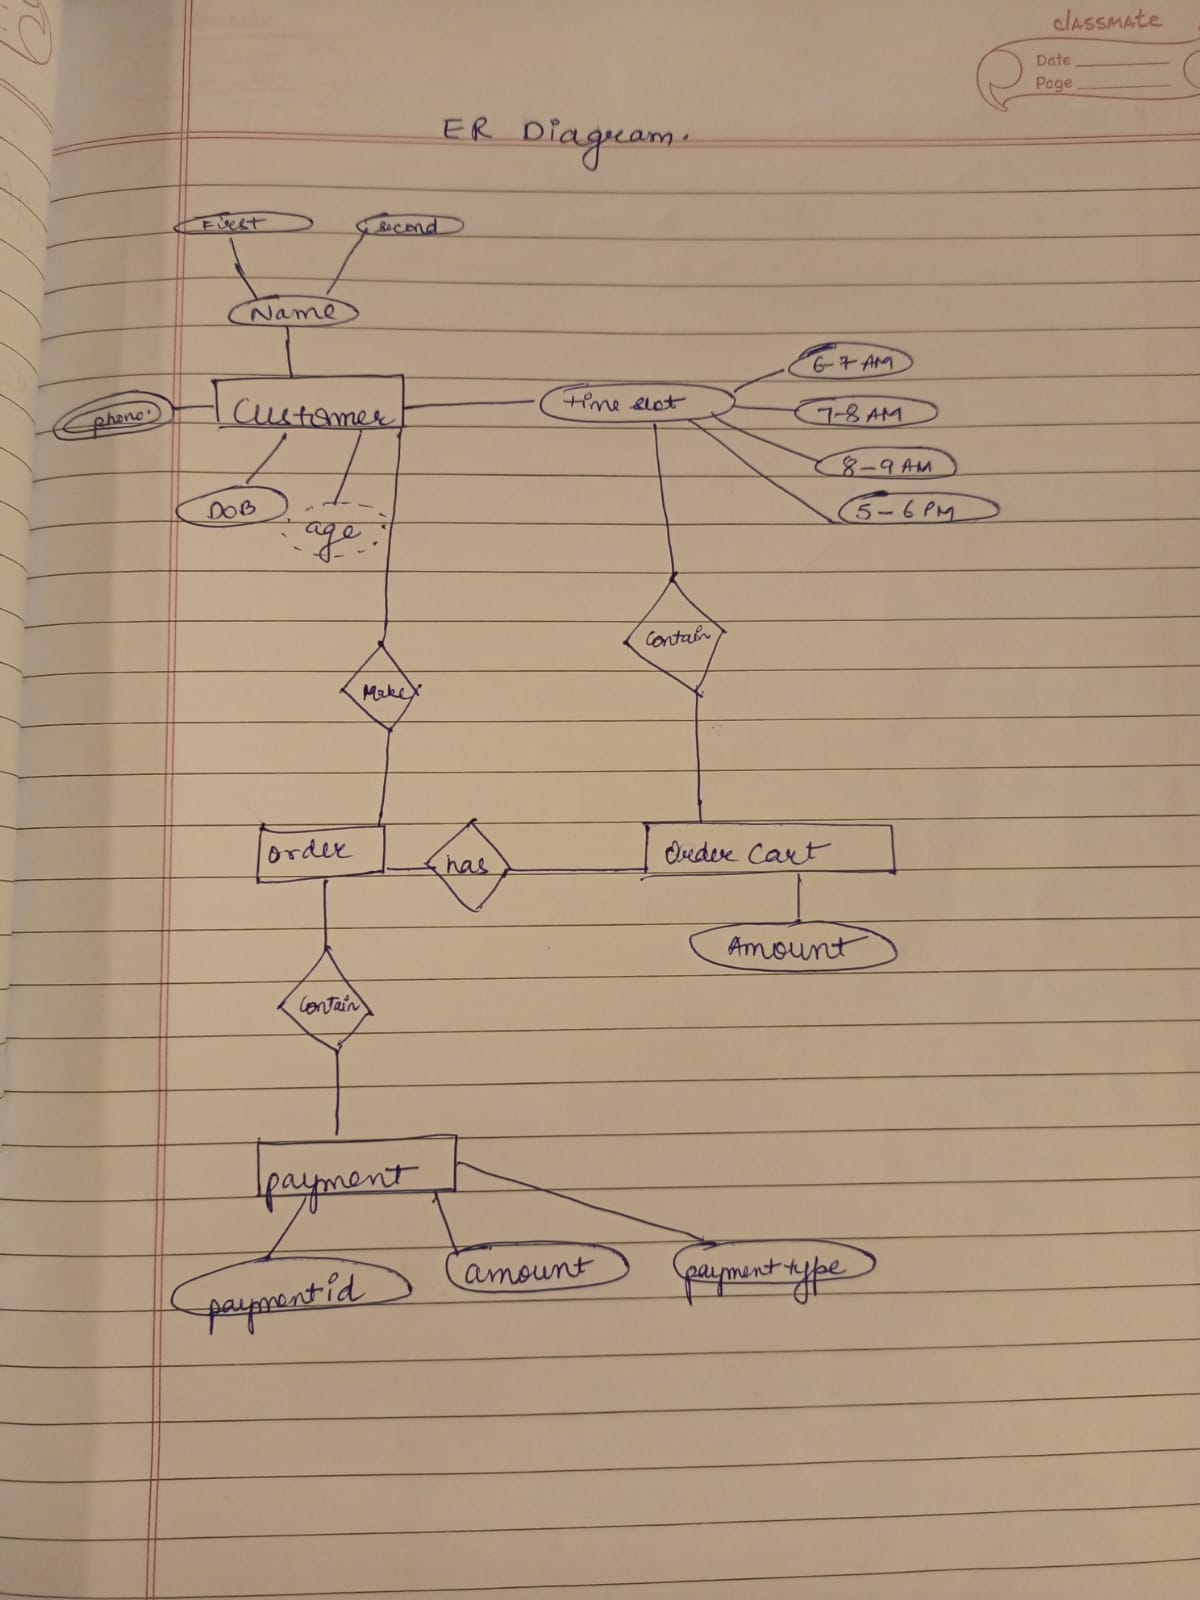 classmate
Date
Page
ER Diagram.
First
Second
Name
6-7 AM
phone.
Customer
Time slot
7-8 AM
8-9 AM
DOB
age
5-6 PM
Contain
Make
order
has
Order Cart
Amount
Contain
payment
payment id
amount
payment type